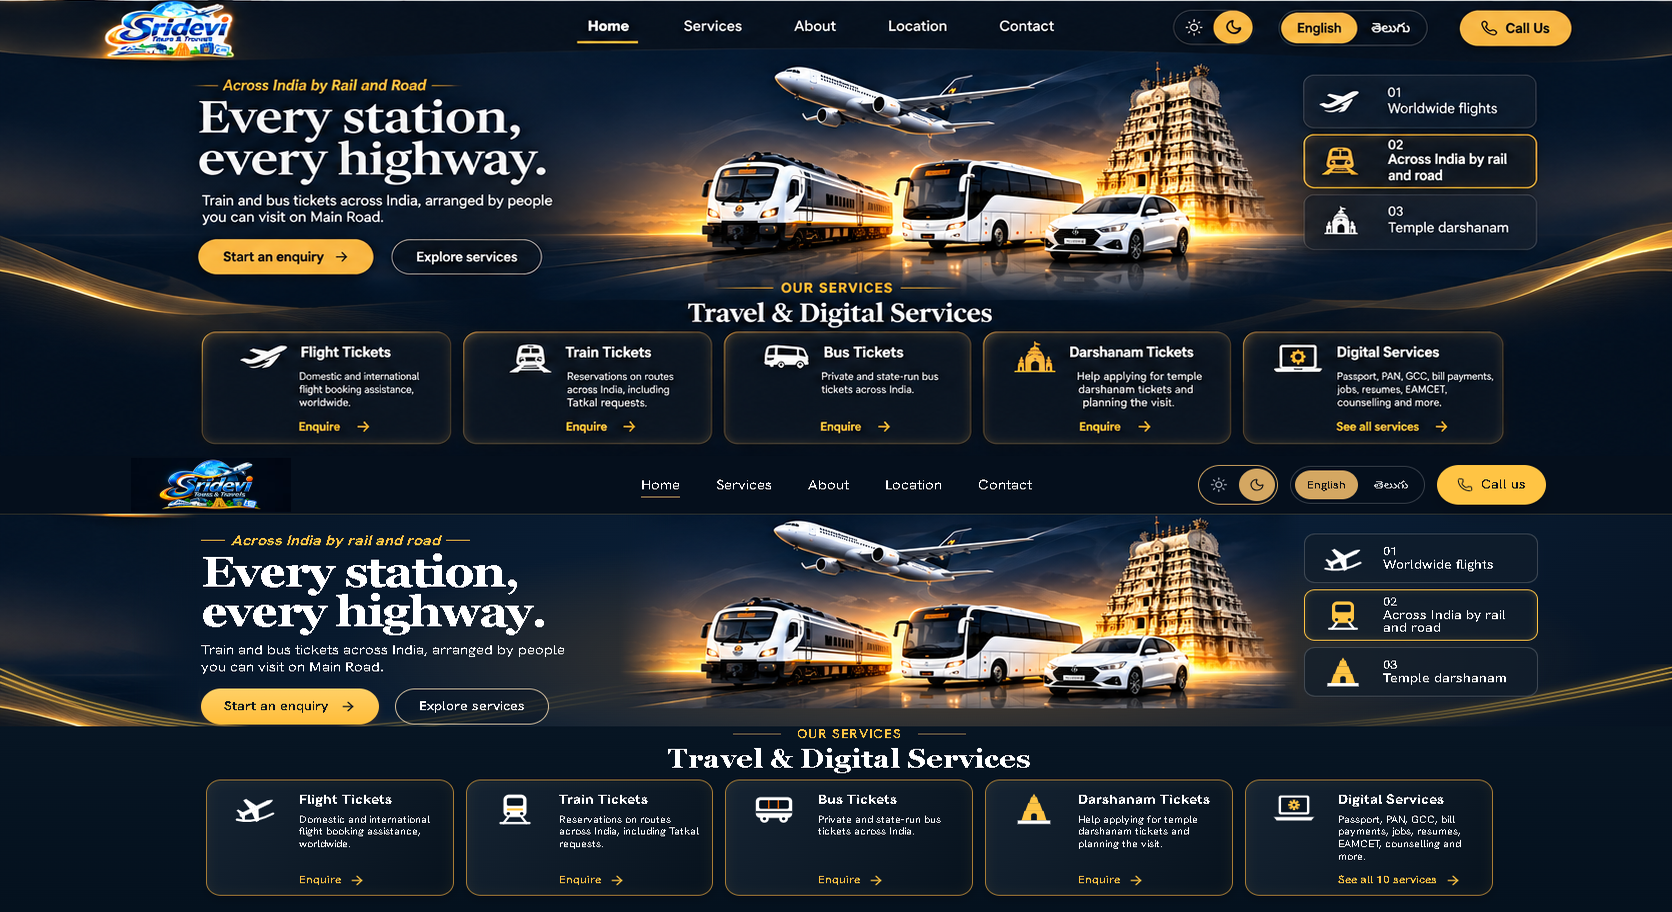 Sridevi
Tours & Travels
Home
Services
About
Location
Contact
English
తెలుగు
Call Us
Across India by Rail and Road
Every station,
every highway.
Train and bus tickets across India, arranged by people
you can visit on Main Road.
Start an enquiry
Explore services
01
Worldwide flights
02
Across India by rail
and road
03
Temple darshanam
OUR SERVICES
Travel & Digital Services
Flight Tickets
Domestic and international
flight booking assistance,
worldwide.
Enquire
Train Tickets
Reservations on routes
across India, including
Tatkal requests.
Enquire
Bus Tickets
Private and state-run bus
tickets across India.
Enquire
Darshanam Tickets
Help applying for temple
darshanam tickets and
planning the visit.
Enquire
Digital Services
Passport, PAN, GCC, bill payments,
jobs, resumes, EAMCET,
counselling and more.
See all services
Sridevi
Tours & Travels
Home
Services
About
Location
Contact
English
తెలుగు
Call us
Across India by rail and road
Every station,
every highway.
Train and bus tickets across India, arranged by people
you can visit on Main Road.
Start an enquiry
Explore services
01
Worldwide flights
02
Across India by rail
and road
03
Temple darshanam
OUR SERVICES
Travel & Digital Services
Flight Tickets
Domestic and international
flight booking assistance,
worldwide.
Enquire
Train Tickets
Reservations on routes
across India, including Tatkal
requests.
Enquire
Bus Tickets
Private and state-run bus
tickets across India.
Enquire
Darshanam Tickets
Help applying for temple
darshanam tickets and
planning the visit.
Enquire
Digital Services
Passport, PAN, GCC, bill
payments, jobs, resumes,
EAMCET, counselling and
more.
See all 10 services